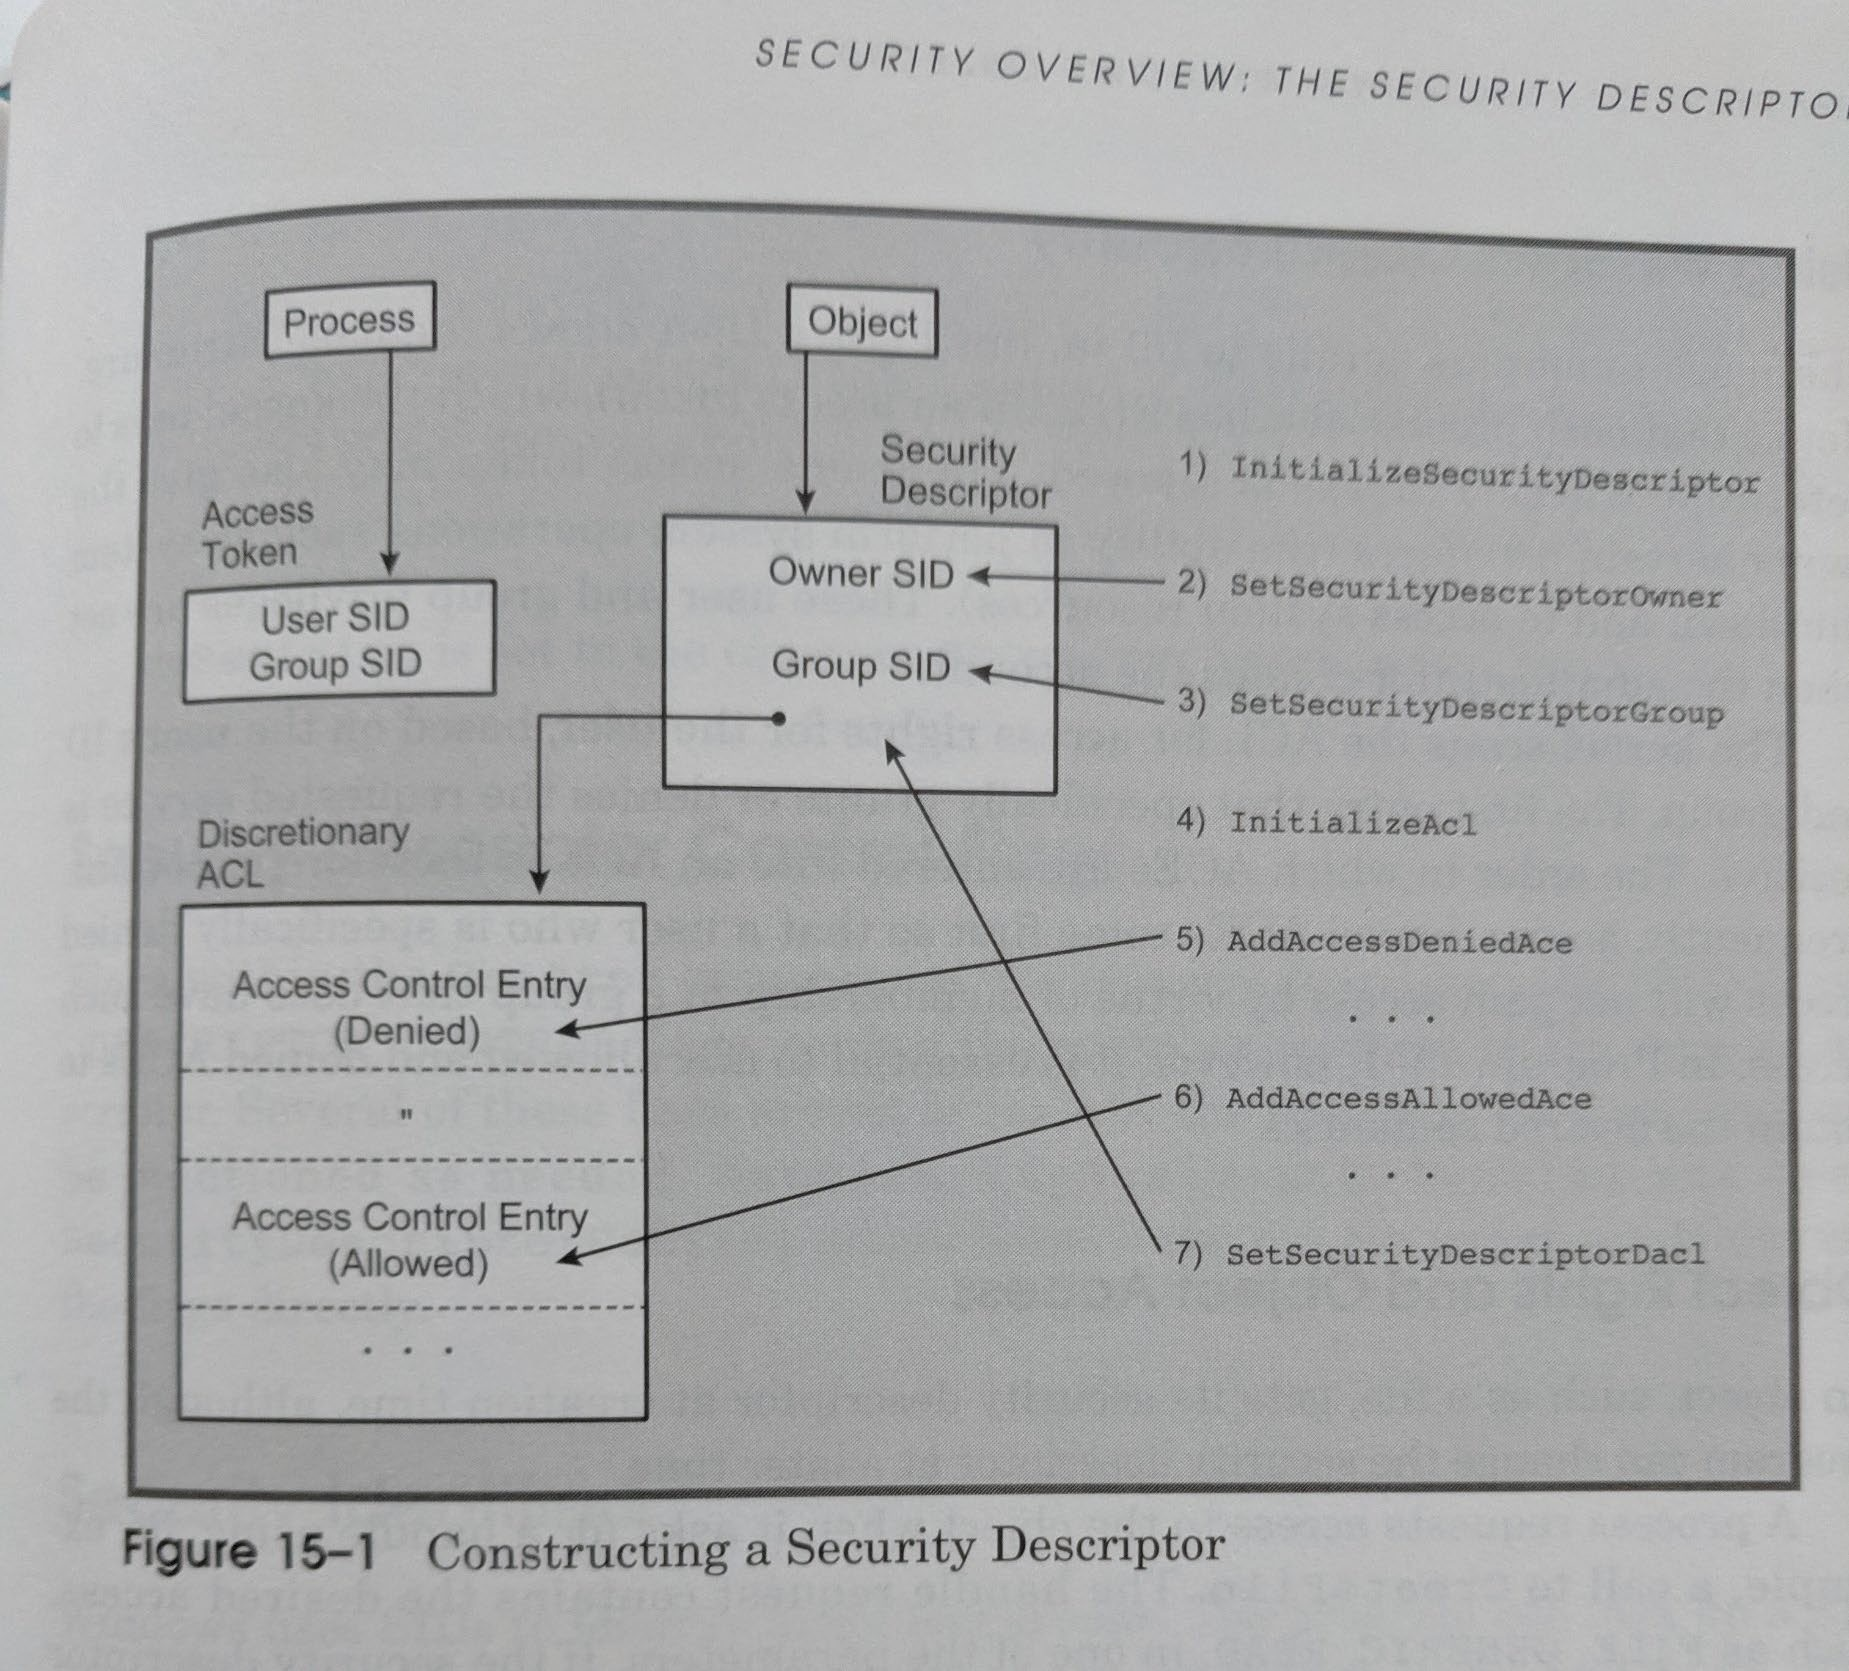 SECURITY OVERVIEW: THE SECURITY
Process
Object
Security
Descriptor
Access
Token
User SID
Group SID
Owner SID
Group SID
Discretionary
ACL
Access Control Entry
(Denied)
"
Access Control Entry
(Allowed)
. . .
1) InitializeSecurityDescriptor
2) SetSecurityDescriptorOwner
3) SetSecurityDescriptorGroup
4) InitializeAcl
5) AddAccessDeniedAce
. . .
6) AddAccessAllowedAce
. . .
7) SetSecurityDescriptorDacl
Figure 15–1 Constructing a Security Descriptor